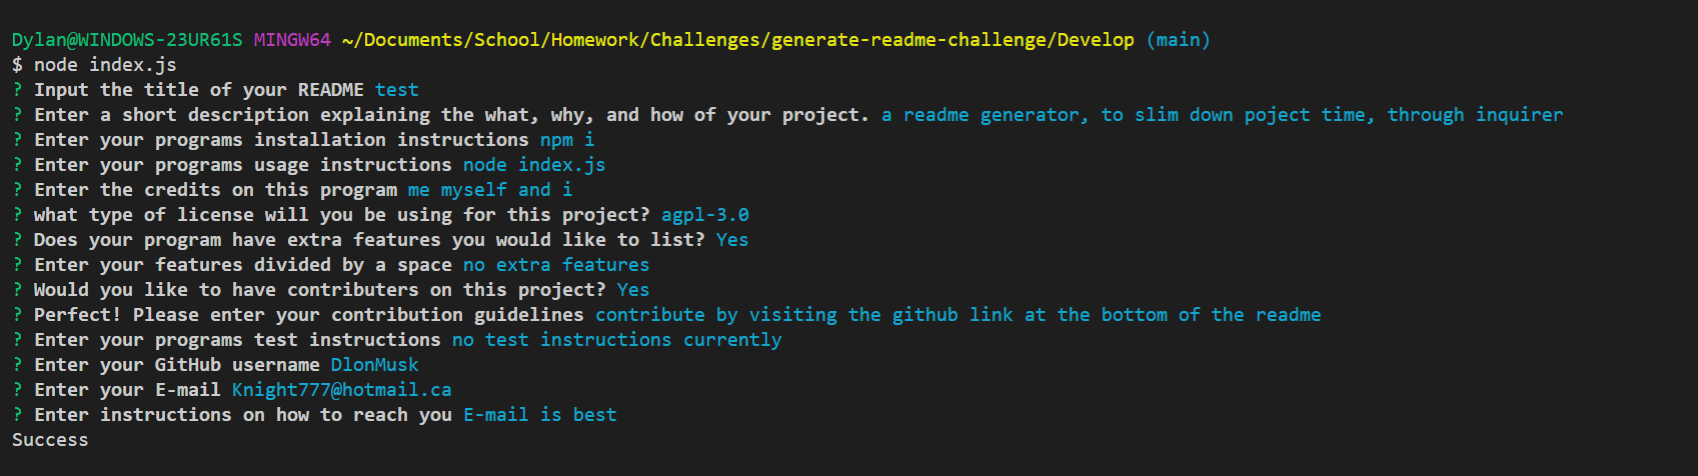 Dylan@WINDOWS-23UR61S MINGW64 ~/Documents/School/Homework/Challenges/generate-readme-challenge/Develop (main)
$ node index.js
? Input the title of your README test
? Enter a short description explaining the what, why, and how of your project. a readme generator, to slim down poject time, through inquirer
? Enter your programs installation instructions npm i
? Enter your programs usage instructions node index.js
? Enter the credits on this program me myself and i
? what type of license will you be using for this project? agpl-3.0
? Does your program have extra features you would like to list? Yes
? Enter your features divided by a space no extra features
? Would you like to have contributers on this project? Yes
? Perfect! Please enter your contribution guidelines contribute by visiting the github link at the bottom of the readme
? Enter your programs test instructions no test instructions currently
? Enter your GitHub username DlonMusk
? Enter your E-mail Knight777@hotmail.ca
? Enter instructions on how to reach you E-mail is best
Success